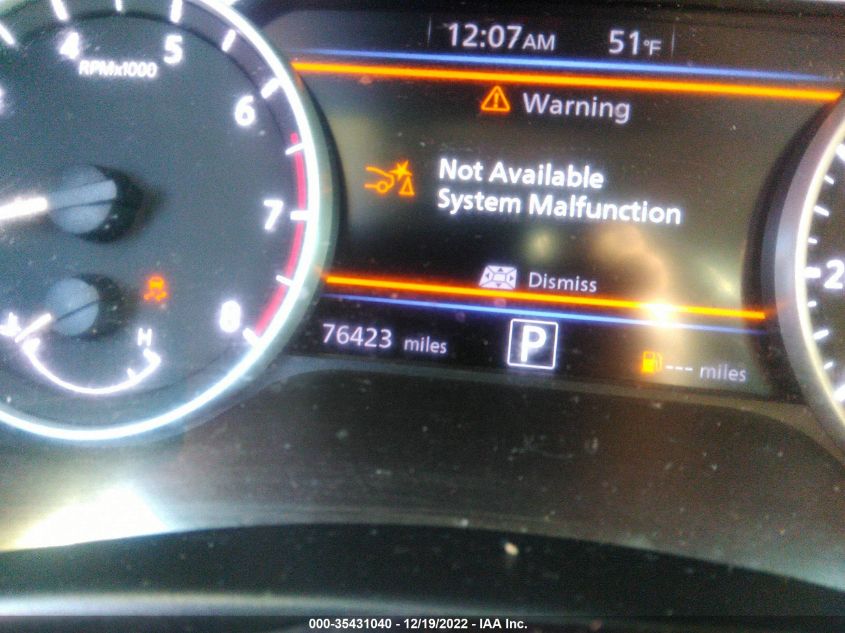 12:07AM 51°F
4 5
RPMx1000
Warning
6
Not Available
System Malfunction
7
2
Dismiss
H
8
76423 miles P --- miles
000-35431040 - 12/19/2022 - IAA Inc.